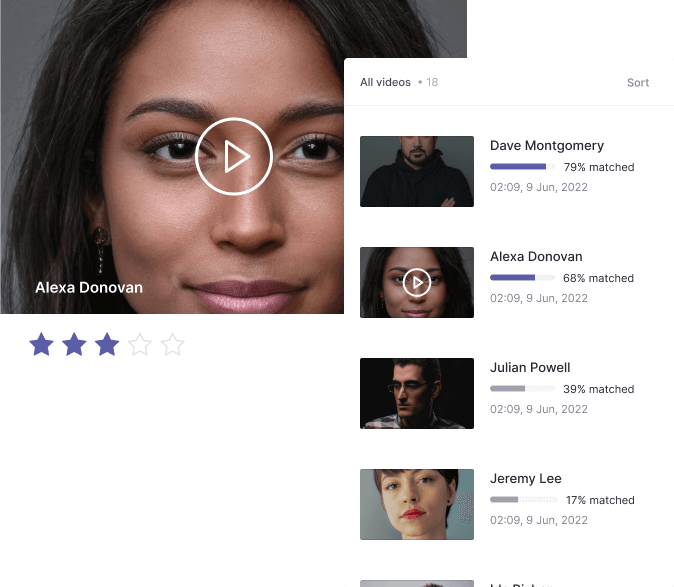 All videos • 18
Sort
Alexa Donovan
Dave Montgomery
79% matched
02:09, 9 Jun, 2022
Alexa Donovan
68% matched
02:09, 9 Jun, 2022
Julian Powell
39% matched
02:09, 9 Jun, 2022
Jeremy Lee
17% matched
02:09, 9 Jun, 2022